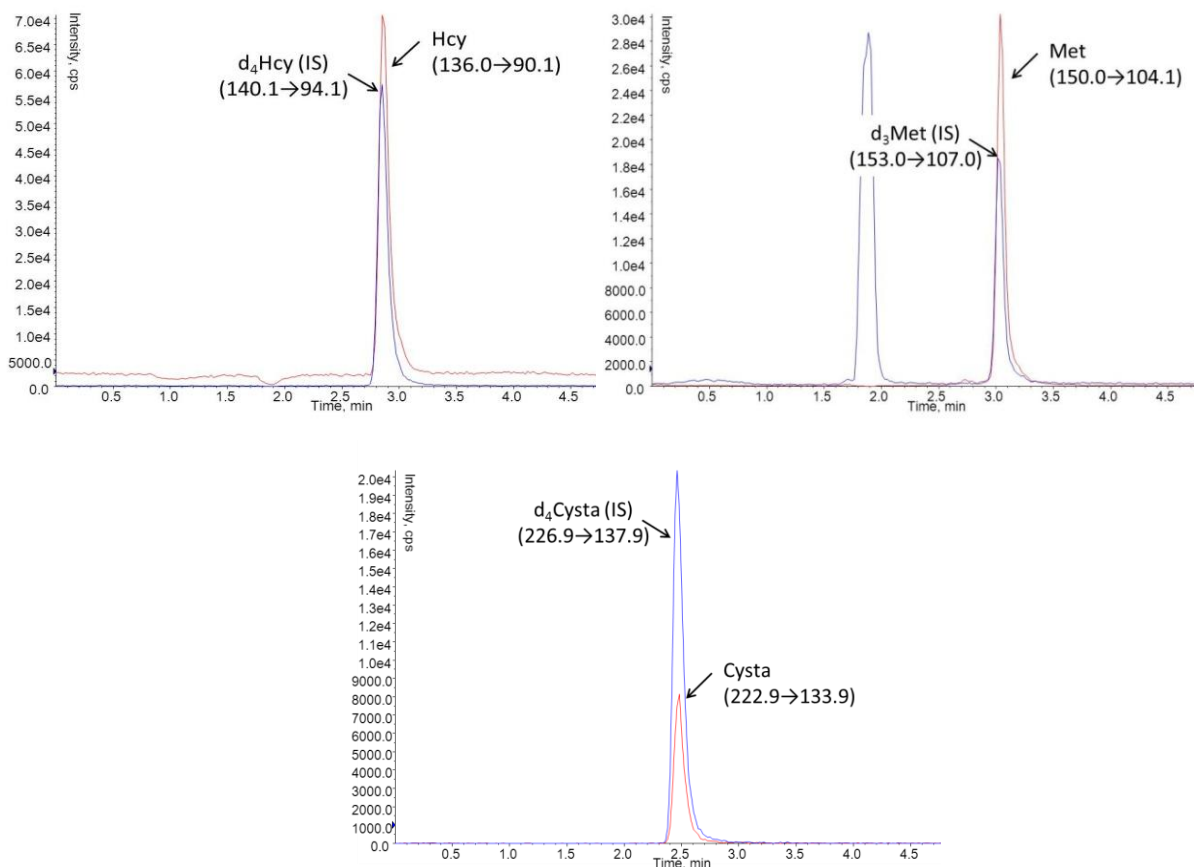 7.0e4
6.5e4
6.0e4
5.5e4
5.0e4
4.5e4
4.0e4
3.5e4
3.0e4
2.5e4
2.0e4
1.5e4
1.0e4
5000.0
0.0
Intensity, cps
Hcy
(136.0→90.1)
d₄Hcy (IS)
(140.1→94.1)
0.5 1.0 1.5 2.0 2.5 3.0 3.5 4.0 4.5
Time, min
3.0e4
2.8e4
2.6e4
2.4e4
2.2e4
2.0e4
1.8e4
1.6e4
1.4e4
1.2e4
1.0e4
8000.0
6000.0
4000.0
2000.0
0.0
Intensity, cps
Met
(150.0→104.1)
d₃Met (IS)
(153.0→107.0)
0.5 1.0 1.5 2.0 2.5 3.0 3.5 4.0 4.5
Time, min
2.0e4
1.9e4
1.8e4
1.7e4
1.6e4
1.5e4
1.4e4
1.3e4
1.2e4
1.1e4
1.0e4
9000.0
8000.0
7000.0
6000.0
5000.0
4000.0
3000.0
2000.0
1000.0
0.0
Intensity, cps
d₄Cysta (IS)
(226.9→137.9)
Cysta
(222.9→133.9)
0.5 1.0 1.5 2.0 2.5 3.0 3.5 4.0 4.5
Time, min